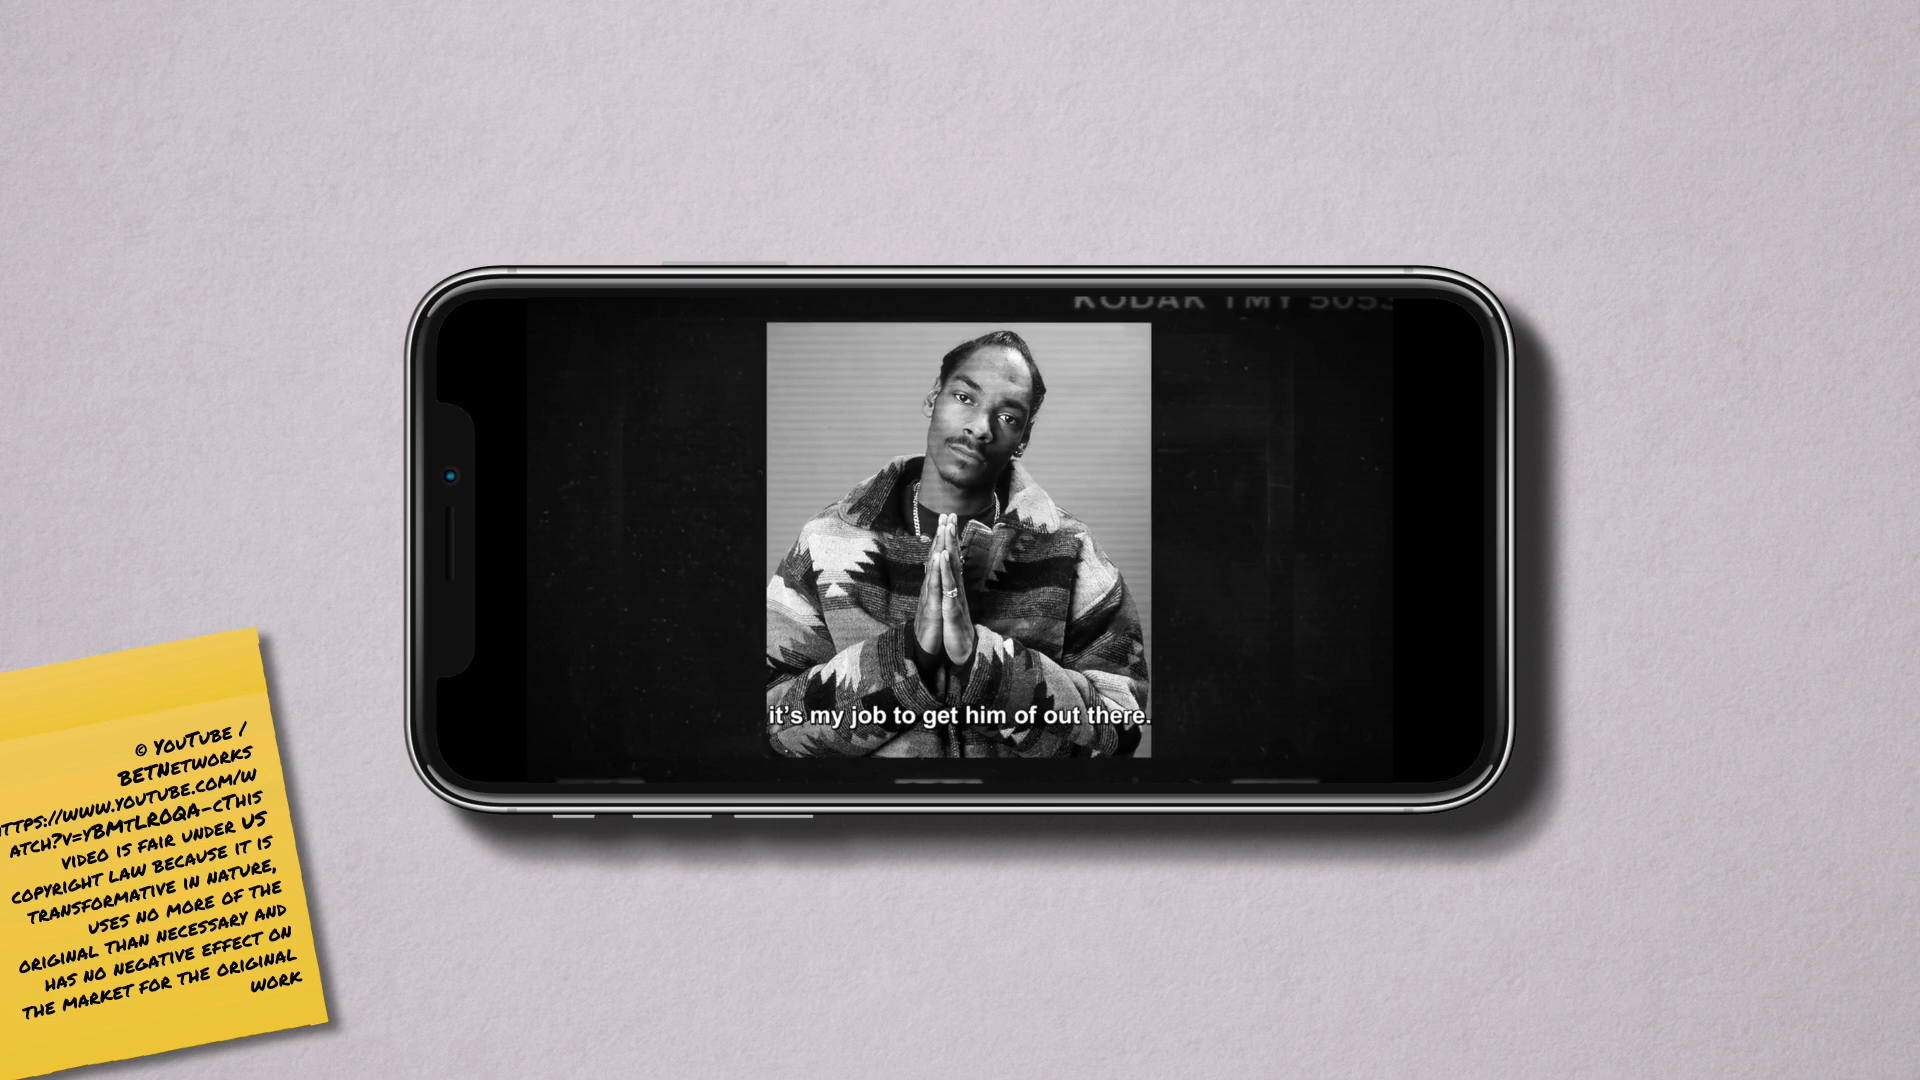 KODAK TMY 5053
it's my job to get him of out there.
© YouTube /
BETNetworks
https://www.youtube.com/w
atch?v=yBMtLR0QA-cThis
video is fair under US
copyright law because it is
transformative in nature,
uses no more of the
original than necessary and
has no negative effect on
the market for the original
work